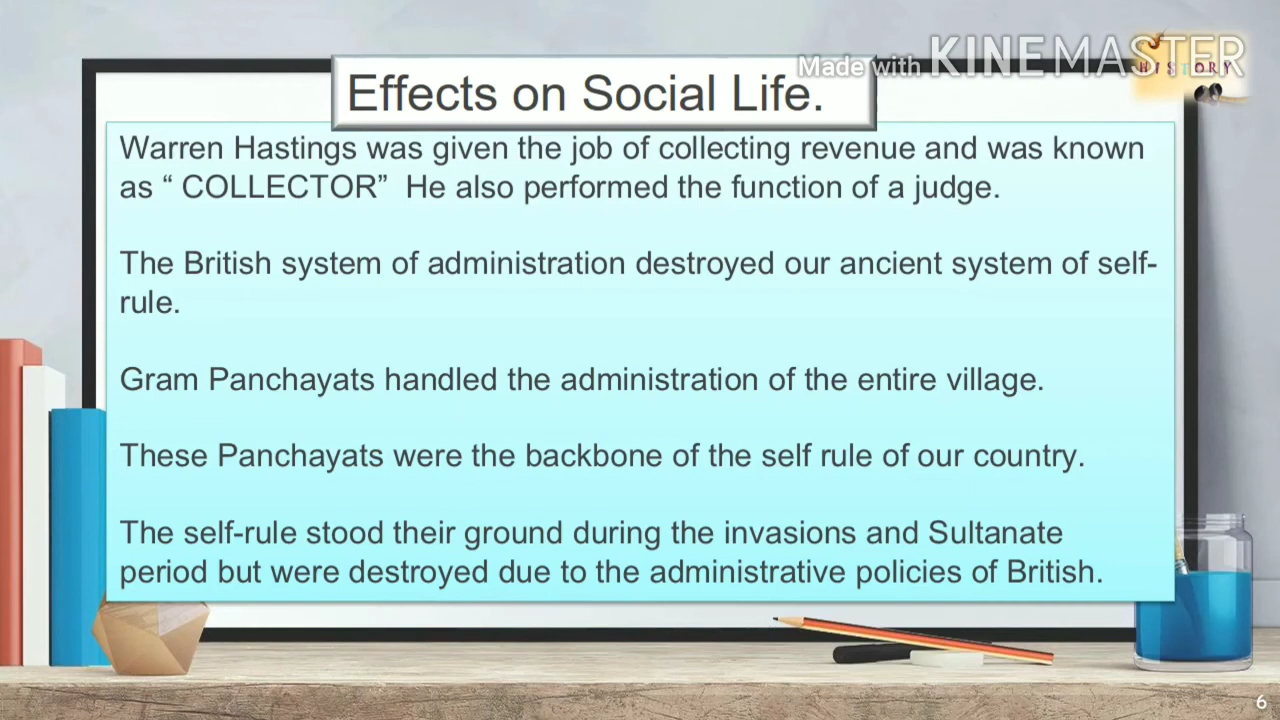 Made with KINEMASTER
HISTORY
Effects on Social Life.
Warren Hastings was given the job of collecting revenue and was known
as “ COLLECTOR”  He also performed the function of a judge.
The British system of administration destroyed our ancient system of self-
rule.
Gram Panchayats handled the administration of the entire village.
These Panchayats were the backbone of the self rule of our country.
The self-rule stood their ground during the invasions and Sultanate
period but were destroyed due to the administrative policies of British.
6